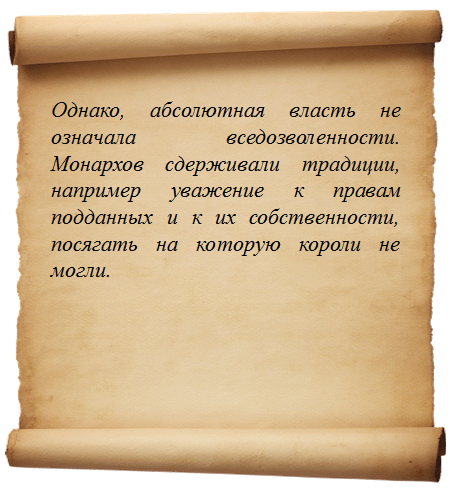 Однако, абсолютная власть не
означала вседозволенности.
Монархов сдерживали традиции,
например уважение к правам
подданных и к их собственности,
посягать на которую короли не
могли.